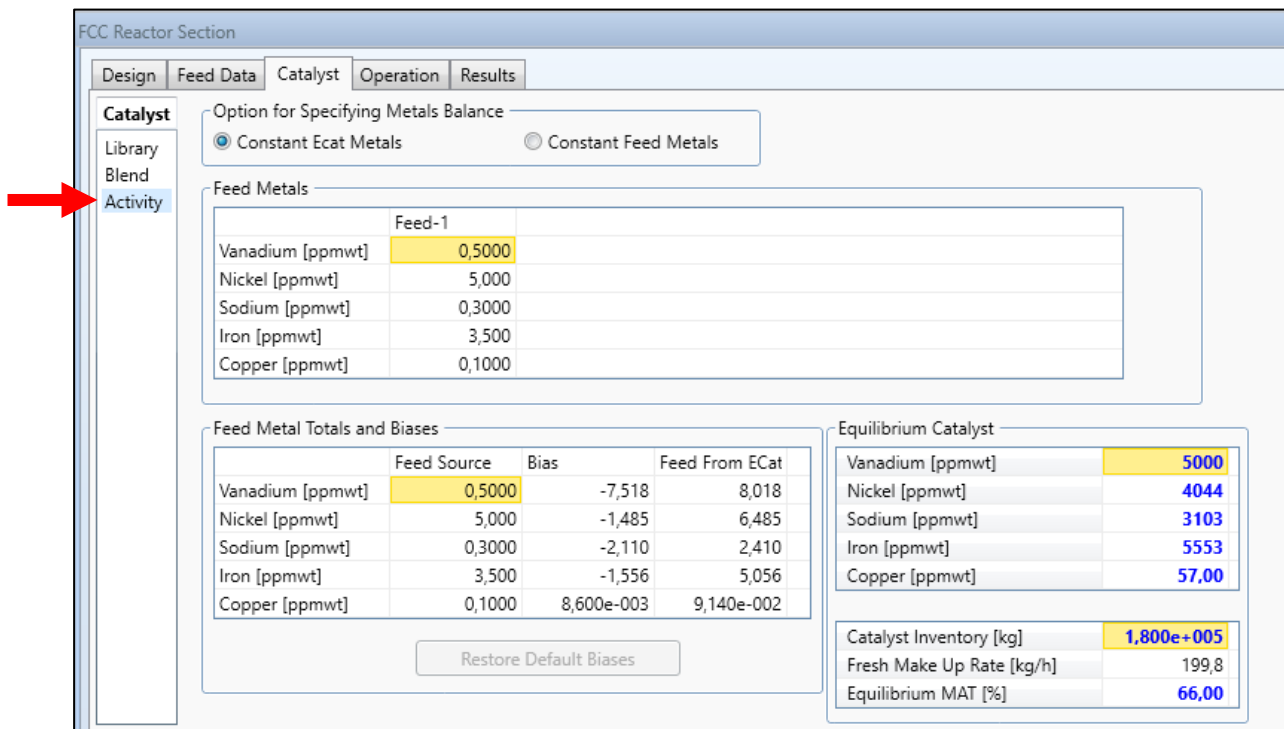 FCC Reactor Section
Design Feed Data Catalyst Operation Results
Catalyst
Library
Blend
Activity
Option for Specifying Metals Balance
Constant Ecat Metals Constant Feed Metals
Feed Metals
Feed-1
Vanadium [ppmwt] 0,5000
Nickel [ppmwt] 5,000
Sodium [ppmwt] 0,3000
Iron [ppmwt] 3,500
Copper [ppmwt] 0,1000
Feed Metal Totals and Biases
Feed Source Bias Feed From ECat
Vanadium [ppmwt] 0,5000 -7,518 8,018
Nickel [ppmwt] 5,000 -1,485 6,485
Sodium [ppmwt] 0,3000 -2,110 2,410
Iron [ppmwt] 3,500 -1,556 5,056
Copper [ppmwt] 0,1000 8,600e-003 9,140e-002
Restore Default Biases
Equilibrium Catalyst
Vanadium [ppmwt] 5000
Nickel [ppmwt] 4044
Sodium [ppmwt] 3103
Iron [ppmwt] 5553
Copper [ppmwt] 57,00
Catalyst Inventory [kg] 1,800e+005
Fresh Make Up Rate [kg/h] 199,8
Equilibrium MAT [%] 66,00